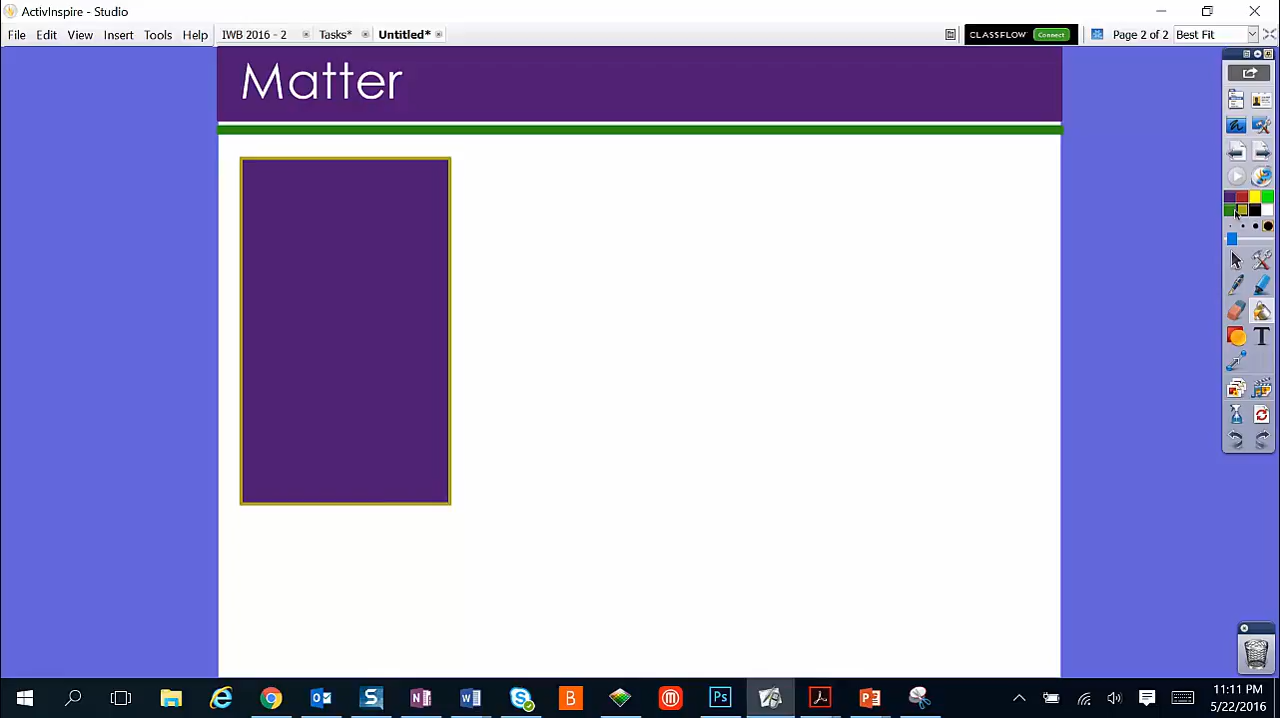 ActivInspire - Studio
File Edit View Insert Tools Help IWB 2016 - 2 Tasks* Untitled* CLASSFLOW Connect Page 2 of 2 Best Fit
Matter
T
N W S B Ps P
11:11 PM
5/22/2016